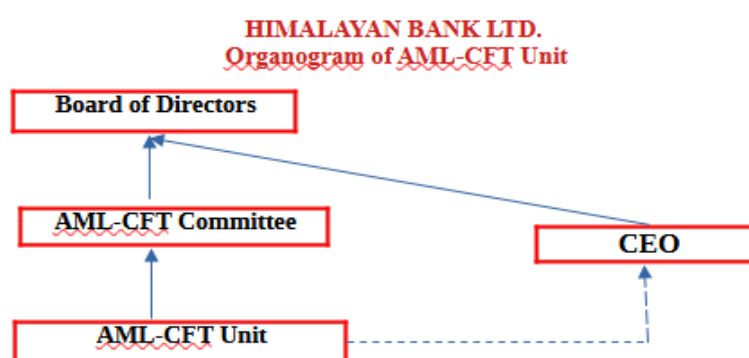 HIMALAYAN BANK LTD.
Organogram of AML-CFT Unit
Board of Directors
AML-CFT Committee
CEO
AML-CFT Unit